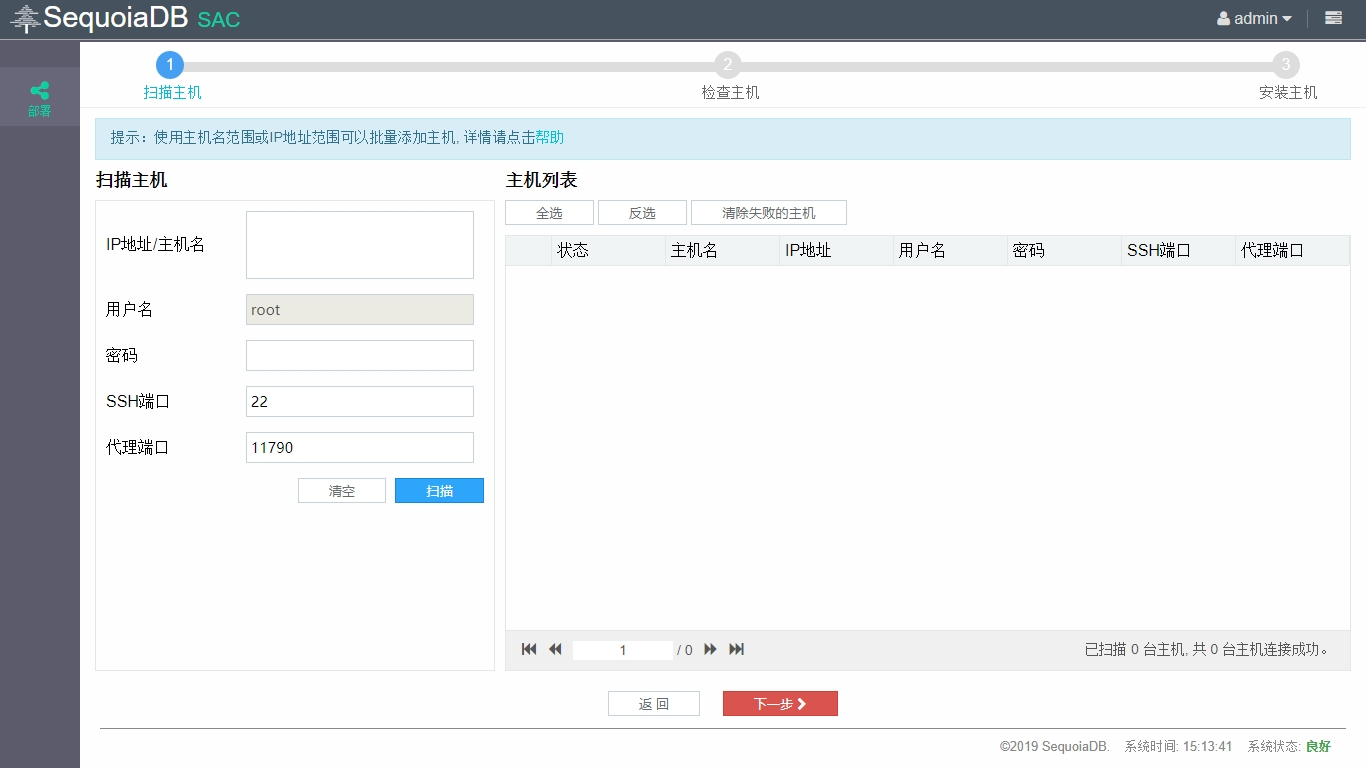 SequoiaDB SAC
admin
部署
1
2
3
扫描主机
检查主机
安装主机
提示：使用主机名范围或IP地址范围可以批量添加主机, 详情请点击帮助
扫描主机
IP地址/主机名
用户名
root
密码
SSH端口
22
代理端口
11790
清空
扫描
主机列表
全选
反选
清除失败的主机
状态
主机名
IP地址
用户名
密码
SSH端口
代理端口
1
/ 0
已扫描 0 台主机, 共 0 台主机连接成功。
返 回
下一步
©2019 SequoiaDB.
系统时间: 15:13:41
系统状态: 良好